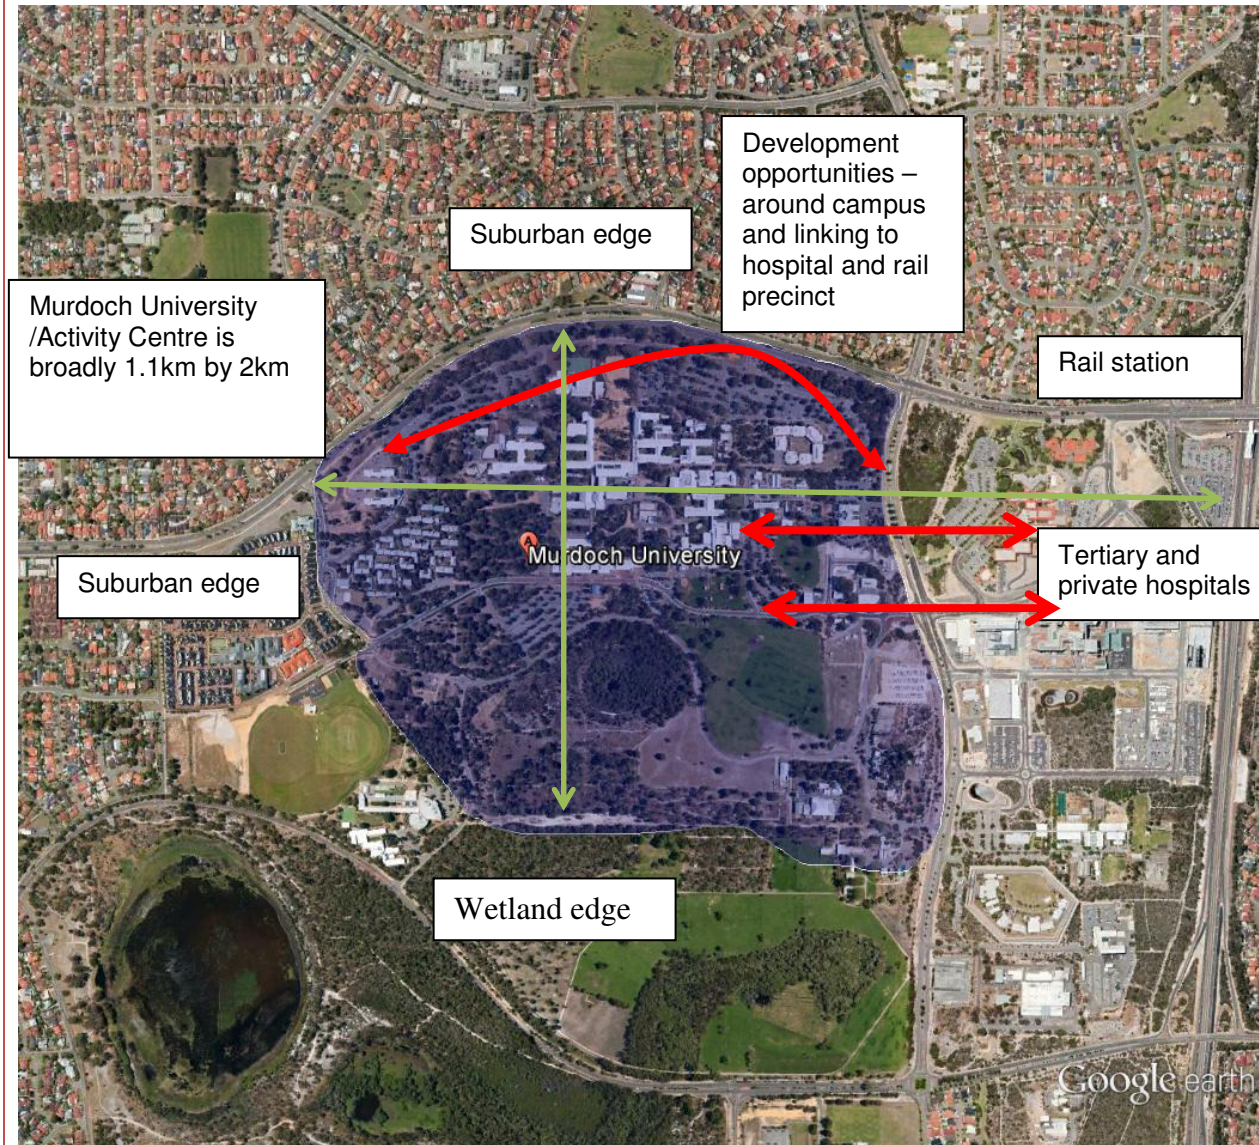 Development
opportunities –
around campus
and linking to
hospital and rail
precinct
Suburban edge
Murdoch University
/Activity Centre is
broadly 1.1km by 2km
Rail station
A
Murdoch University
Tertiary and
private hospitals
Suburban edge
Wetland edge
Google earth